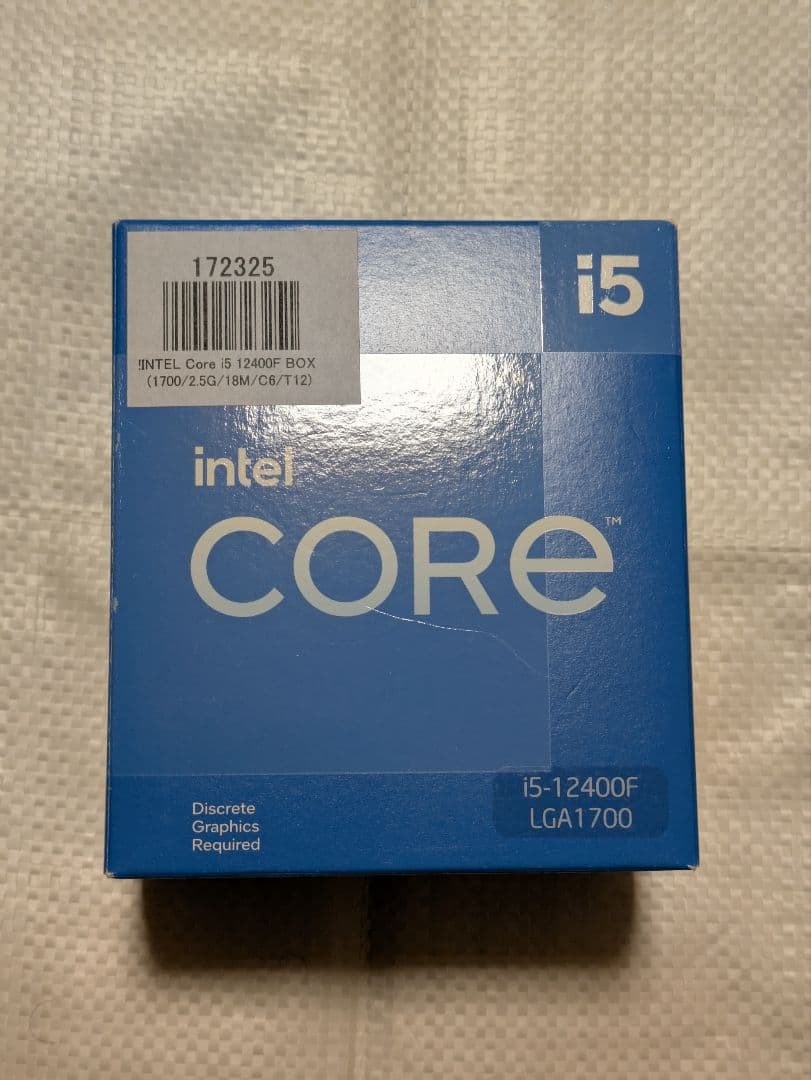 172325
!INTEL Core i5 12400F BOX
(1700/2.5G/18M/C6/T12)
i5
intel
CORe™
Discrete
Graphics
Required
i5-12400F
LGA1700